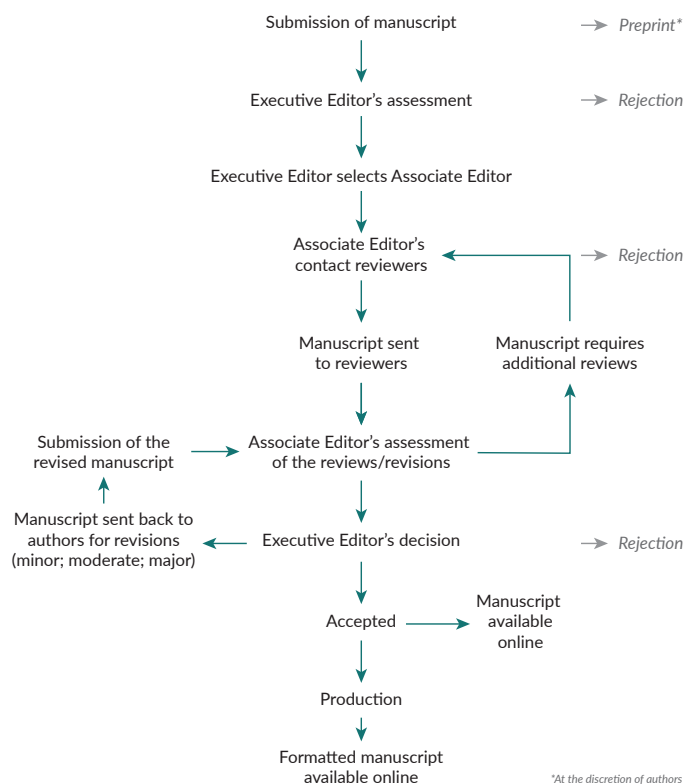 Submission of manuscript
Preprint*
Executive Editor's assessment
Rejection
Executive Editor selects Associate Editor
Associate Editor's
contact reviewers
Rejection
Manuscript sent
to reviewers
Manuscript requires
additional reviews
Submission of the
revised manuscript
Associate Editor's assessment
of the reviews/revisions
Manuscript sent back to
authors for revisions
(minor; moderate; major)
Executive Editor's decision
Rejection
Accepted
Manuscript
available
online
Production
Formatted manuscript
available online
*At the discretion of authors